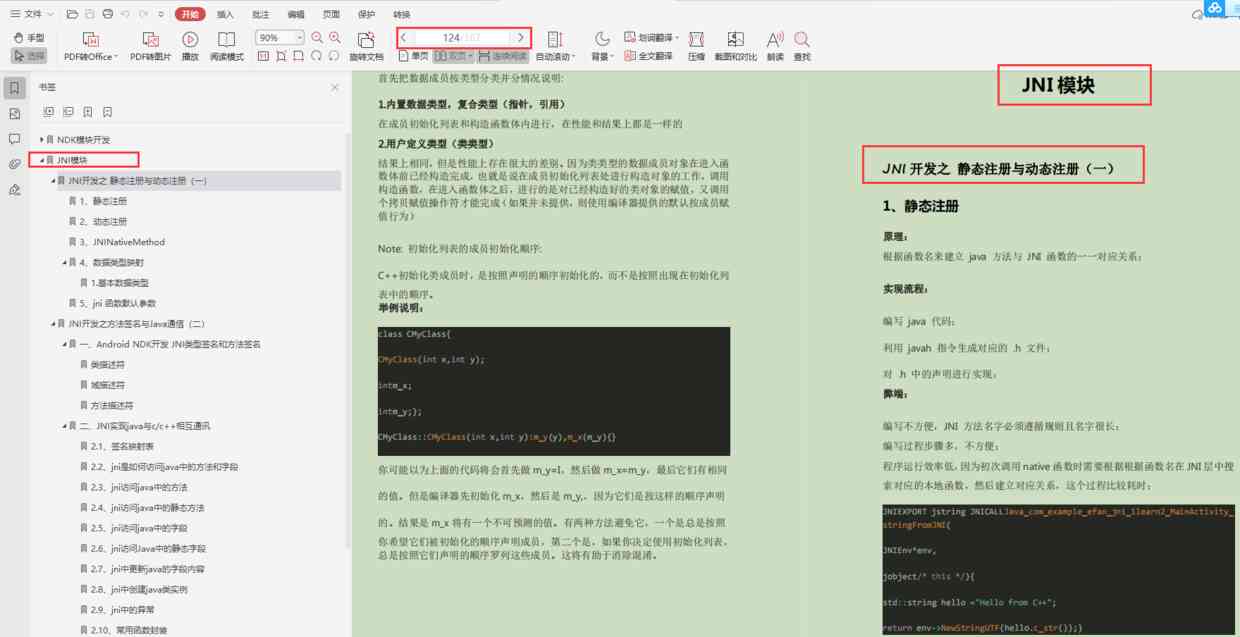 文件
开始
插入
批注
编辑
页面
保护
转换
手型
选择
PDF转Office
PDF转图片
播放
阅读模式
90%
旋转文档
124
单页
双页
连续阅读
自动滚动
背景
划词翻译
全文翻译
压缩
截图和对比
朗读
查找
书签
NDK模块开发
JNI模块
JNI开发之 静态注册与动态注册（一）
1、静态注册
2、动态注册
3、JNINativeMethod
4、数据类型映射
1.基本数据类型
5、jni 函数默认参数
JNI开发之方法签名与Java通信（二）
一、Android NDK开发 JNI类型签名和方法签名
类描述符
域描述符
方法描述符
二、JNI实现java与c/c++相互通讯
2.1、签名映射表
2.2、jni是如何访问java中的方法和字段
2.3、jni访问java中的方法
2.4、jni访问java中的静态方法
2.5、jni访问java中的字段
2.6、jni访问Java中的静态字段
2.7、jni中更新java的字段内容
2.8、jni中创建java类实例
2.9、jni中的异常
2.10、常用函数封装
首先把数据成员按类型分类并分情况说明:
1.内置数据类型，复合类型（指针，引用）
在成员初始化列表和构造函数体内进行，在性能和结果上都是一样的
2.用户定义类型（类类型）
结果上相同，但是性能上存在很大的差别。因为类类型的数据成员对象在进入函
数体前已经构造完成，也就是说在成员初始化列表处进行构造对象的工作，调用
构造函数，在进入函数体之后，进行的是对已经构造好的类对象的赋值，又调用
个拷贝赋值操作符才能完成（如果并未提供，则使用编译器提供的默认按成员赋
值行为）
Note: 初始化列表的成员初始化顺序:
C++初始化类成员时，是按照声明的顺序初始化的，而不是按照出现在初始化列
表中的顺序。
举例说明：
class CMyClass{
CMyClass(int x,int y);
intm_x;
intm_y;};
CMyClass::CMyClass(int x,int y):m_y(y),m_x(m_y){}
你可能以为上面的代码将会首先做 m_y=I，然后做 m_x=m_y，最后它们有相同
的值。但是编译器先初始化 m_x，然后是 m_y,。因为它们是按这样的顺序声明
的。结果是 m_x 将有一个不可预测的值。有两种方法避免它，一个是总是按照
你希望它们被初始化的顺序声明成员，第二个是，如果你决定使用初始化列表，
总是按照它们声明的顺序罗列这些成员。这将有助于消除混淆。
JNI 模块
JNI 开发之 静态注册与动态注册（一）
1、静态注册
原理：
根据函数名来建立 java 方法与 JNI 函数的一一对应关系；
实现流程：
编写 java 代码；
利用 javah 指令生成对应的 .h 文件；
对 .h 中的声明进行实现；
弊端：
编写不方便，JNI 方法名字必须遵循规则且名字很长；
编写过程步骤多，不方便；
程序运行效率低，因为初次调用native函数时需要根据根据函数名在JNI层中搜
索对应的本地函数，然后建立对应关系，这个过程比较耗时；
JNIEXPORT jstring JNICALLJava_com_example_efan_jni_1learn2_MainActivity_
stringFromJNI(
JNIEnv*env,
jobject/* this */){
std::string hello ="Hello from C++";
return env->NewStringUTF(hello.c_str());}